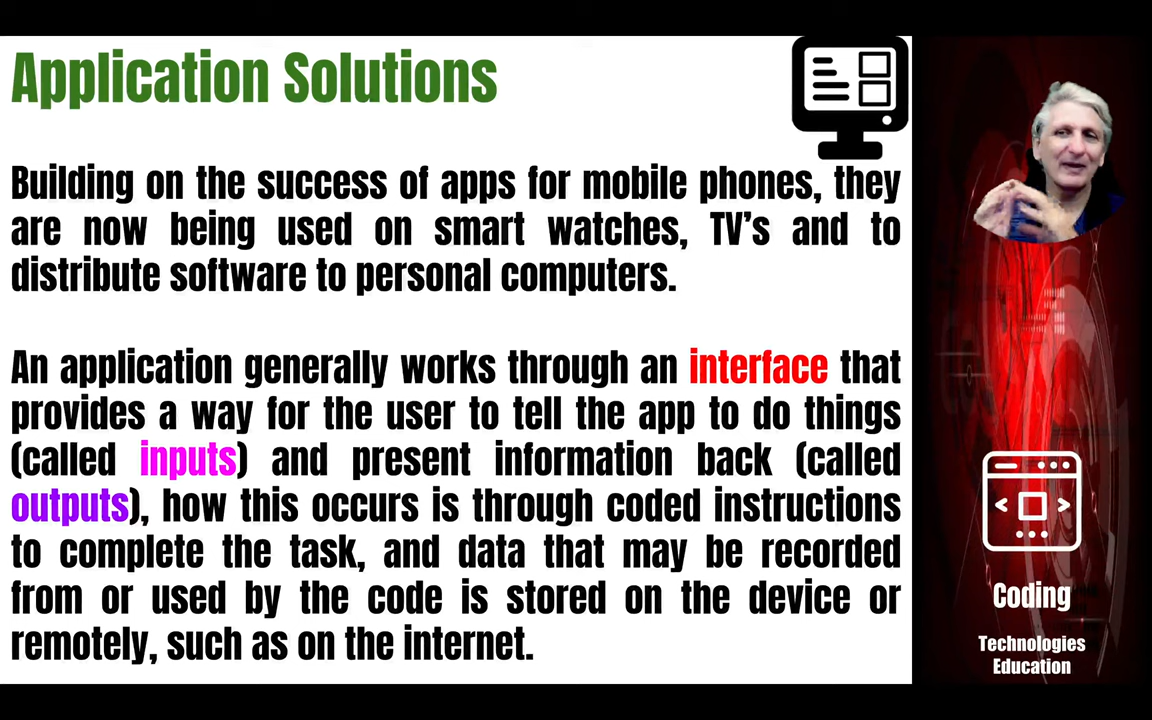 Application Solutions
Building on the success of apps for mobile phones, they
are now being used on smart watches, TV's and to
distribute software to personal computers.
An application generally works through an interface that
provides a way for the user to tell the app to do things
(called inputs) and present information back (called
outputs), how this occurs is through coded instructions
to complete the task, and data that may be recorded
from or used by the code is stored on the device or
remotely, such as on the internet.
Coding
Technologies
Education